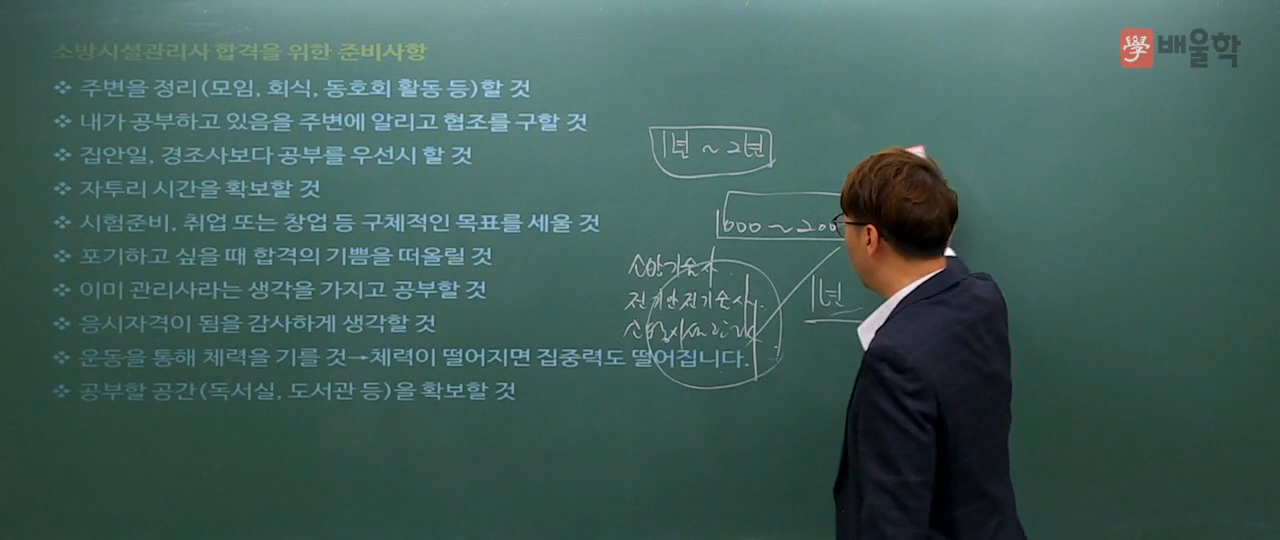 소방시설관리사 합격을 위한 준비사항
學 배울학
❖ 주변을 정리(모임, 회식, 동호회 활동 등)할 것
❖ 내가 공부하고 있음을 주변에 알리고 협조를 구할 것
❖ 집안일, 경조사보다 공부를 우선시 할 것
❖ 자투리 시간을 확보할 것
❖ 시험준비, 취업 또는 창업 등 구체적인 목표를 세울 것
❖ 포기하고 싶을 때 합격의 기쁨을 떠올릴 것
❖ 이미 관리사라는 생각을 가지고 공부할 것
❖ 응시자격이 됨을 감사하게 생각할 것
❖ 운동을 통해 체력을 기를 것→체력이 떨어지면 집중력도 떨어집니다.
❖ 공부할 공간(독서실, 도서관 등)을 확보할 것
1년 ~ 2년
소방기술사
1년